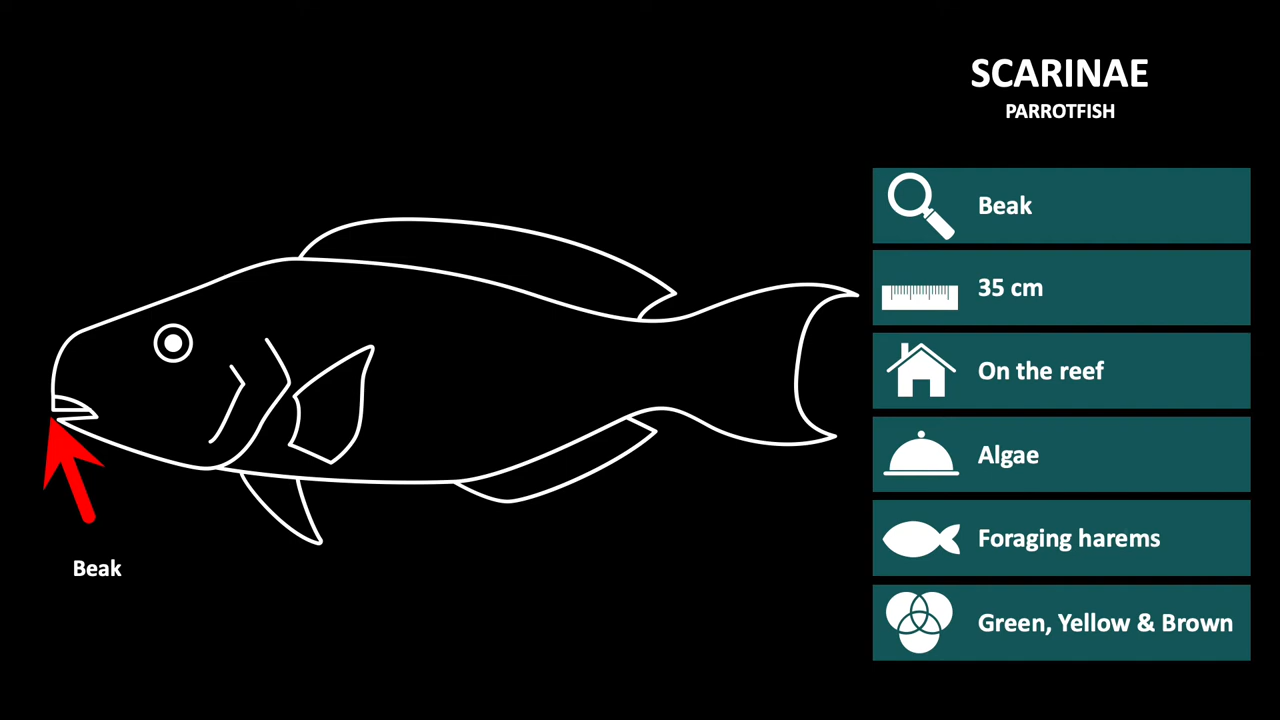 SCARINAE
PARROTFISH
Beak
35 cm
On the reef
Algae
Foraging harems
Green, Yellow & Brown
Beak